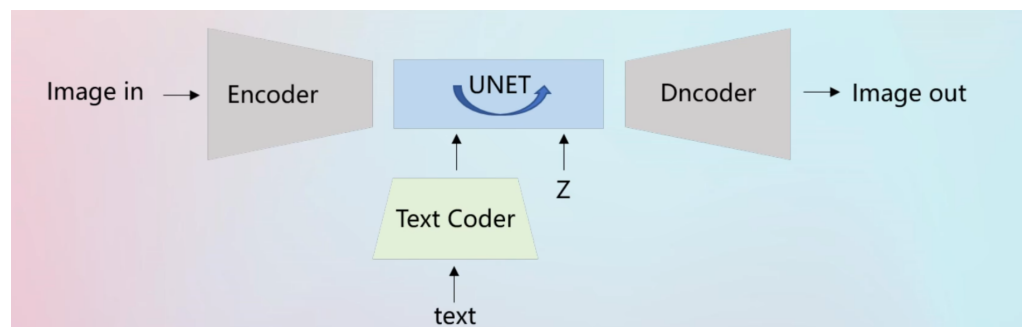 Image in
Encoder
UNET
Dncoder
Image out
Z
Text Coder
text